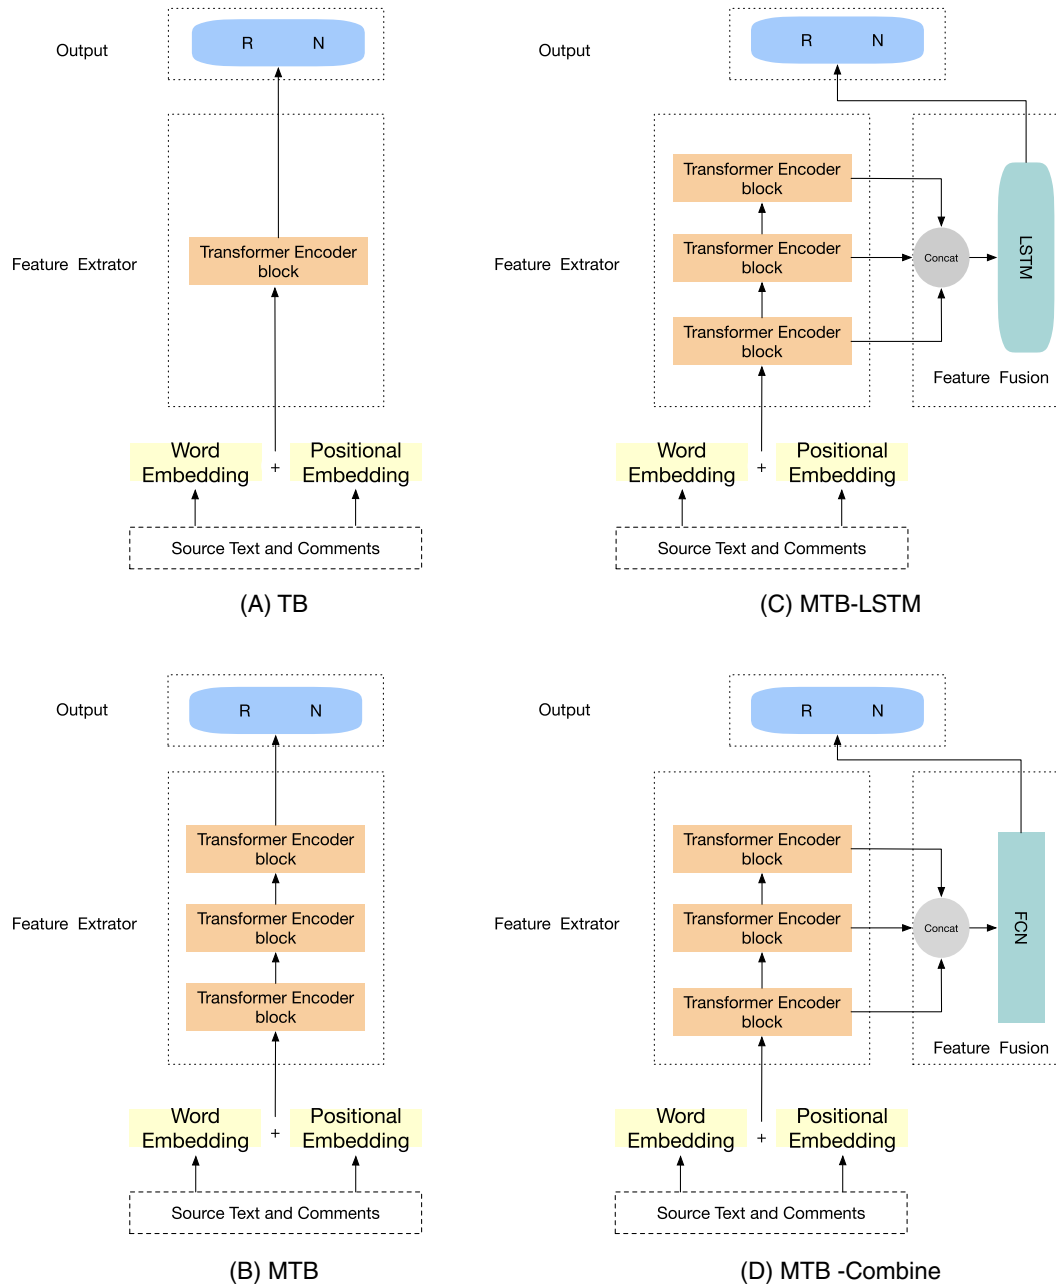 Output
R N
Feature Extrator
Transformer Encoder
block
Word
Embedding
+
Positional
Embedding
Source Text and Comments
(A) TB
Output
R N
Feature Extrator
Transformer Encoder
block
Transformer Encoder
block
Transformer Encoder
block
Concat
LSTM
Feature Fusion
Word
Embedding
+
Positional
Embedding
Source Text and Comments
(C) MTB-LSTM
Output
R N
Feature Extrator
Transformer Encoder
block
Transformer Encoder
block
Transformer Encoder
block
Word
Embedding
+
Positional
Embedding
Source Text and Comments
(B) MTB
Output
R N
Feature Extrator
Transformer Encoder
block
Transformer Encoder
block
Transformer Encoder
block
Concat
FCN
Feature Fusion
Word
Embedding
+
Positional
Embedding
Source Text and Comments
(D) MTB -Combine